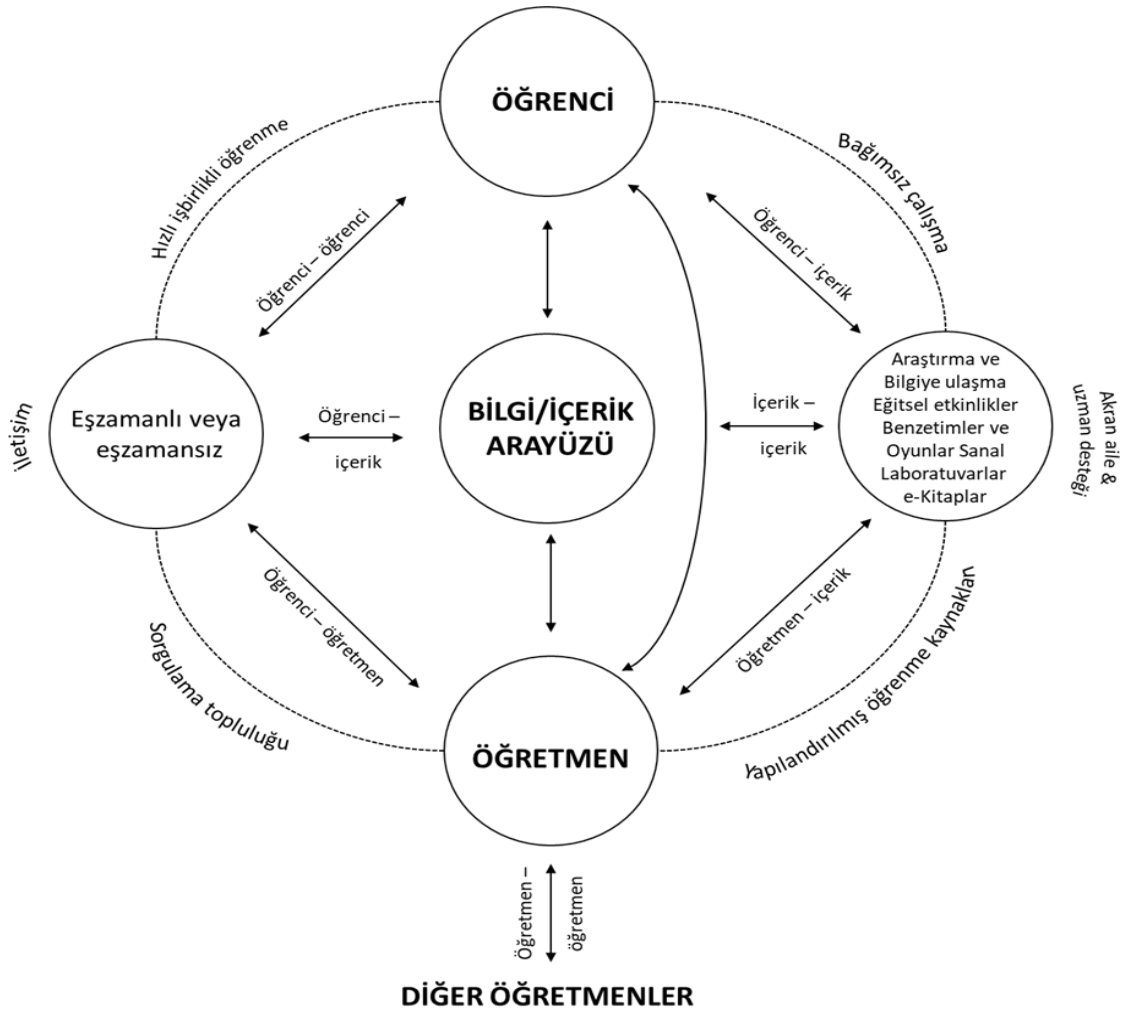 ÖĞRENCİ
Hızlı işbirlikli öğrenme
Bağımsız çalışma
Öğrenci – öğrenci
Öğrenci – içerik
İletişim
Eşzamanlı veya
eşzamansız
Öğrenci –
içerik
BİLGİ/İÇERİK
ARAYÜZÜ
İçerik –
içerik
Araştırma ve
Bilgiye ulaşma
Eğitsel etkinlikler
Benzetimler ve
Oyunlar Sanal
Laboratuvarlar
e-Kitaplar
Akran aile &
uzman desteği
Öğrenci – öğretmen
Öğretmen – içerik
Sorgulama topluluğu
Yapılandırılmış öğrenme kaynakları
ÖĞRETMEN
Öğretmen –
öğretmen
DİĞER ÖĞRETMENLER